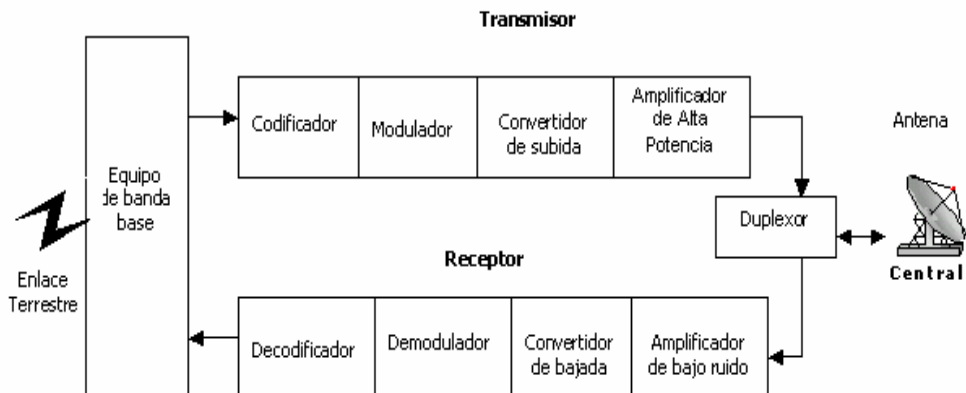 Transmisor
Codificador
Modulador
Convertidor
de subida
Amplificador
de Alta
Potencia
Antena
Equipo
de banda
base
Duplexor
Central
Enlace
Terrestre
Receptor
Decodificador
Demodulador
Convertidor
de bajada
Amplificador
de bajo ruido